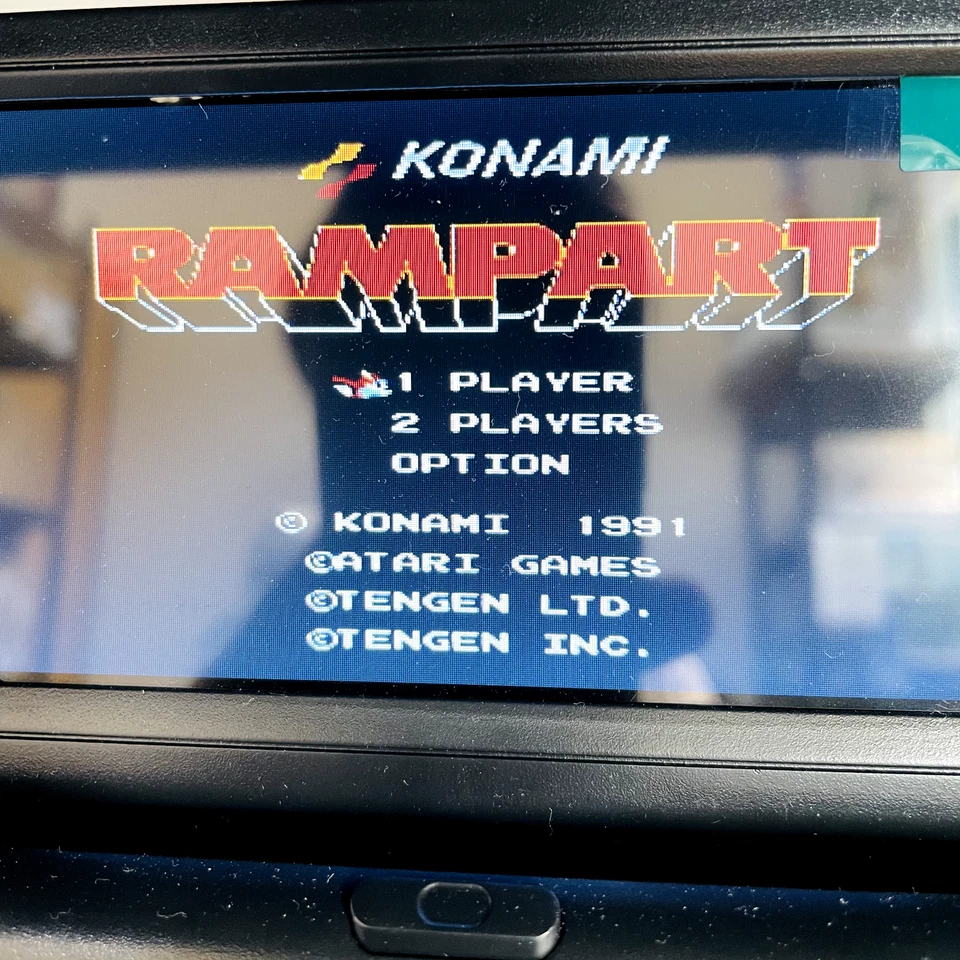 KONAMI
RAMPART
1 PLAYER
2 PLAYERS
OPTION
© KONAMI 1991
©ATARI GAMES
©TENGEN LTD.
©TENGEN INC.